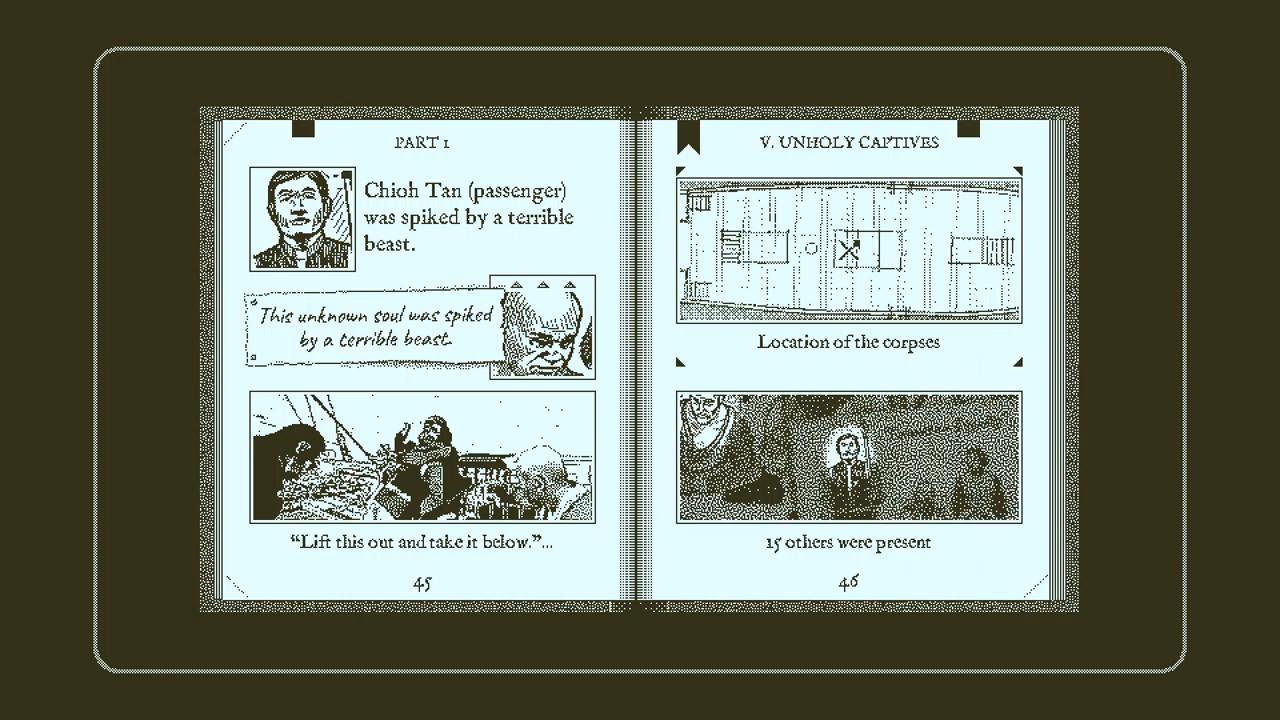 PART 1
Chioh Tan (passenger)
was spiked by a terrible
beast.
This unknown soul was spiked
by a terrible beast.
“Lift this out and take it below.”...
45
V. UNHOLY CAPTIVES
Location of the corpses
15 others were present
46